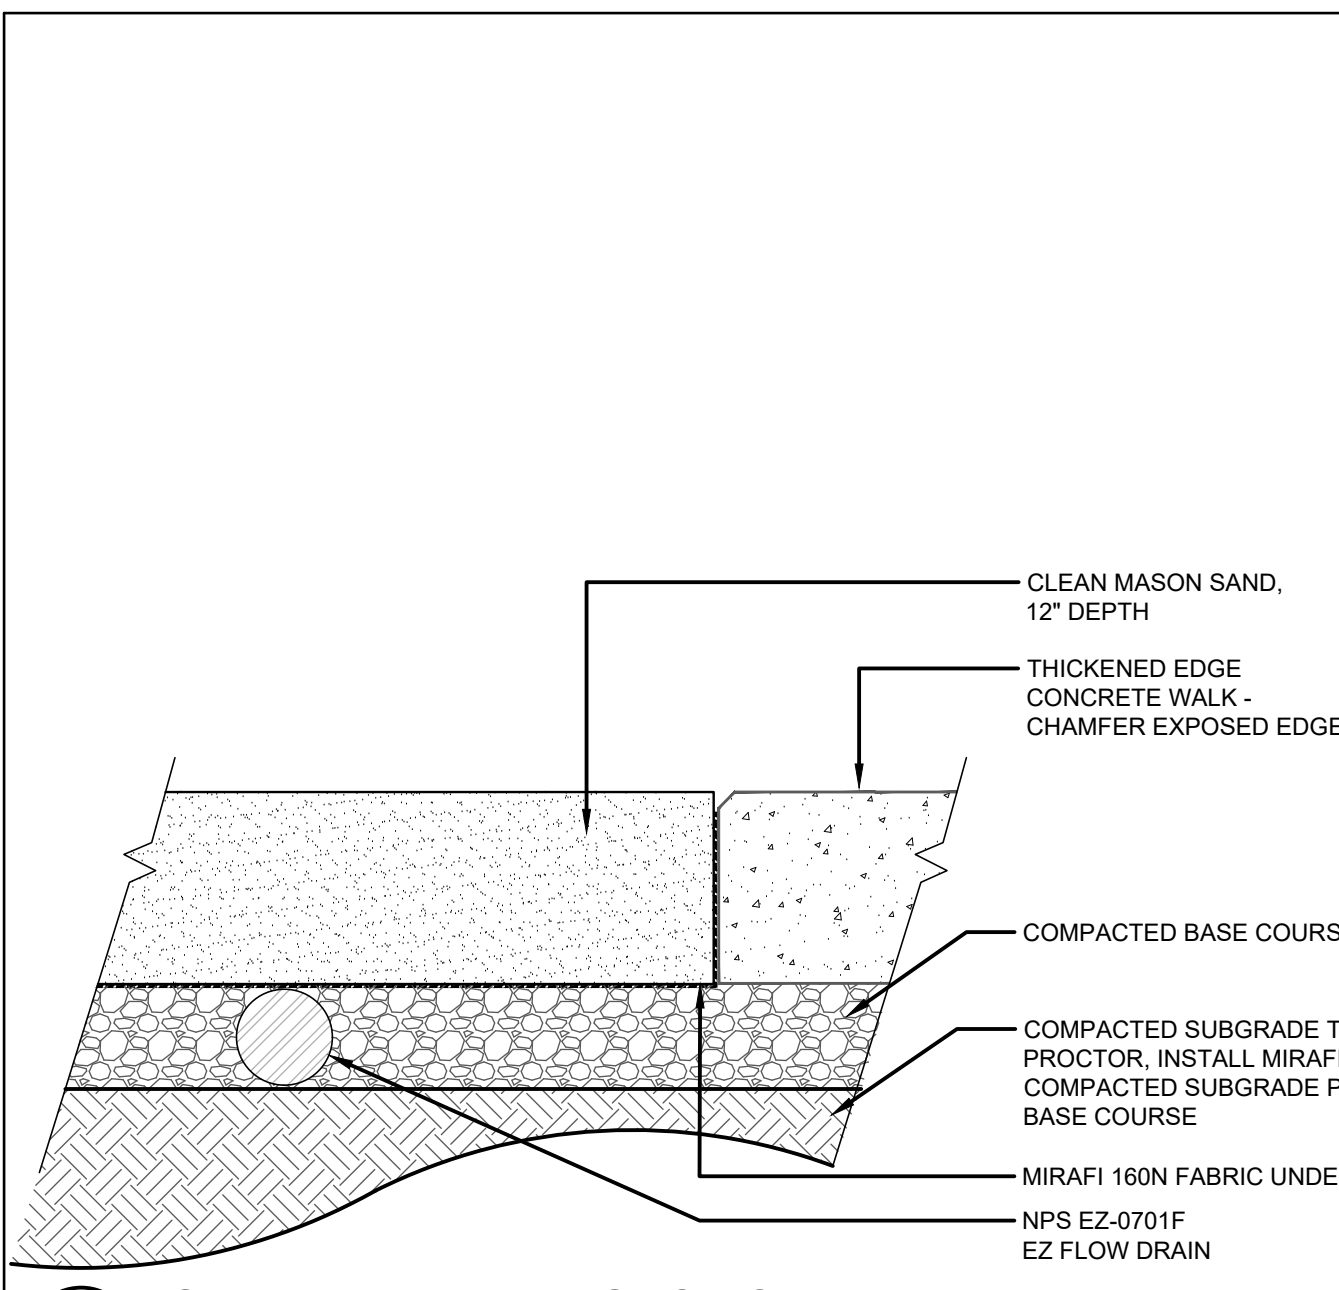 CLEAN MASON SAND,
12" DEPTH
THICKENED EDGE
CONCRETE WALK -
CHAMFER EXPOSED EDGE
COMPACTED BASE COURS
COMPACTED SUBGRADE T
PROCTOR, INSTALL MIRAFI
COMPACTED SUBGRADE P
BASE COURSE
MIRAFI 160N FABRIC UNDE
NPS EZ-0701F
EZ FLOW DRAIN